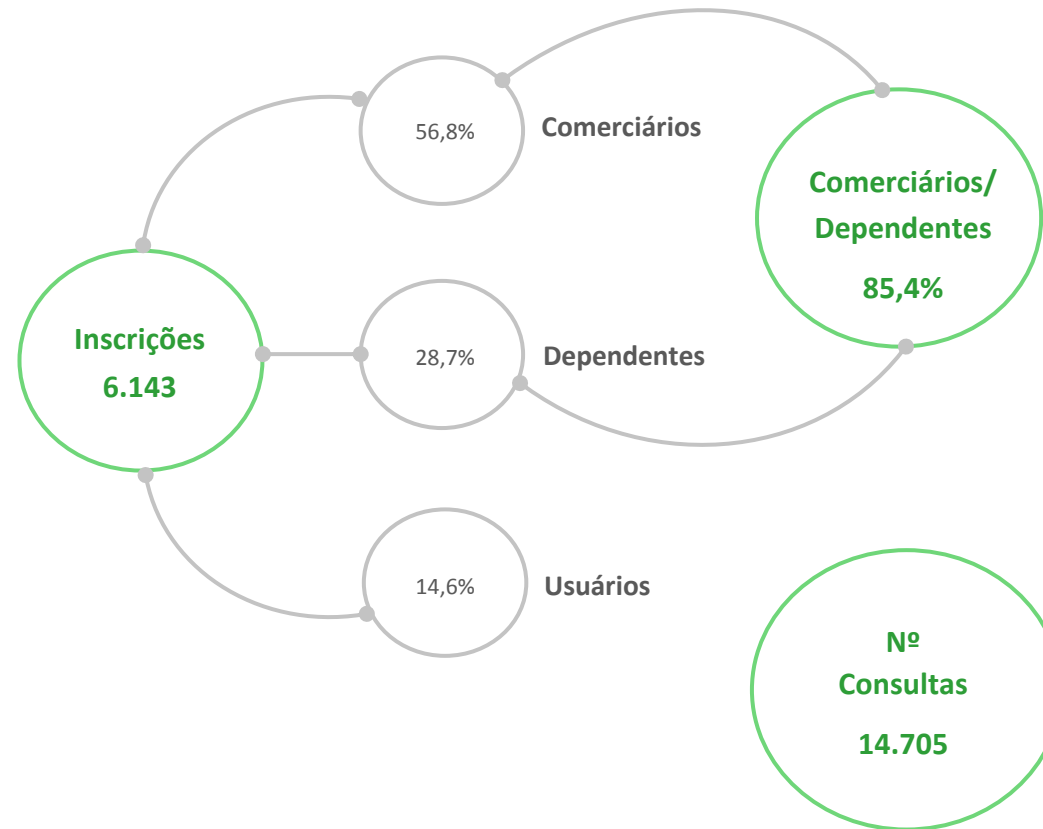 Inscrições
6.143
56,8%
Comerciários
28,7%
Dependentes
14,6%
Usuários
Comerciários/
Dependentes
85,4%
Nº
Consultas
14.705